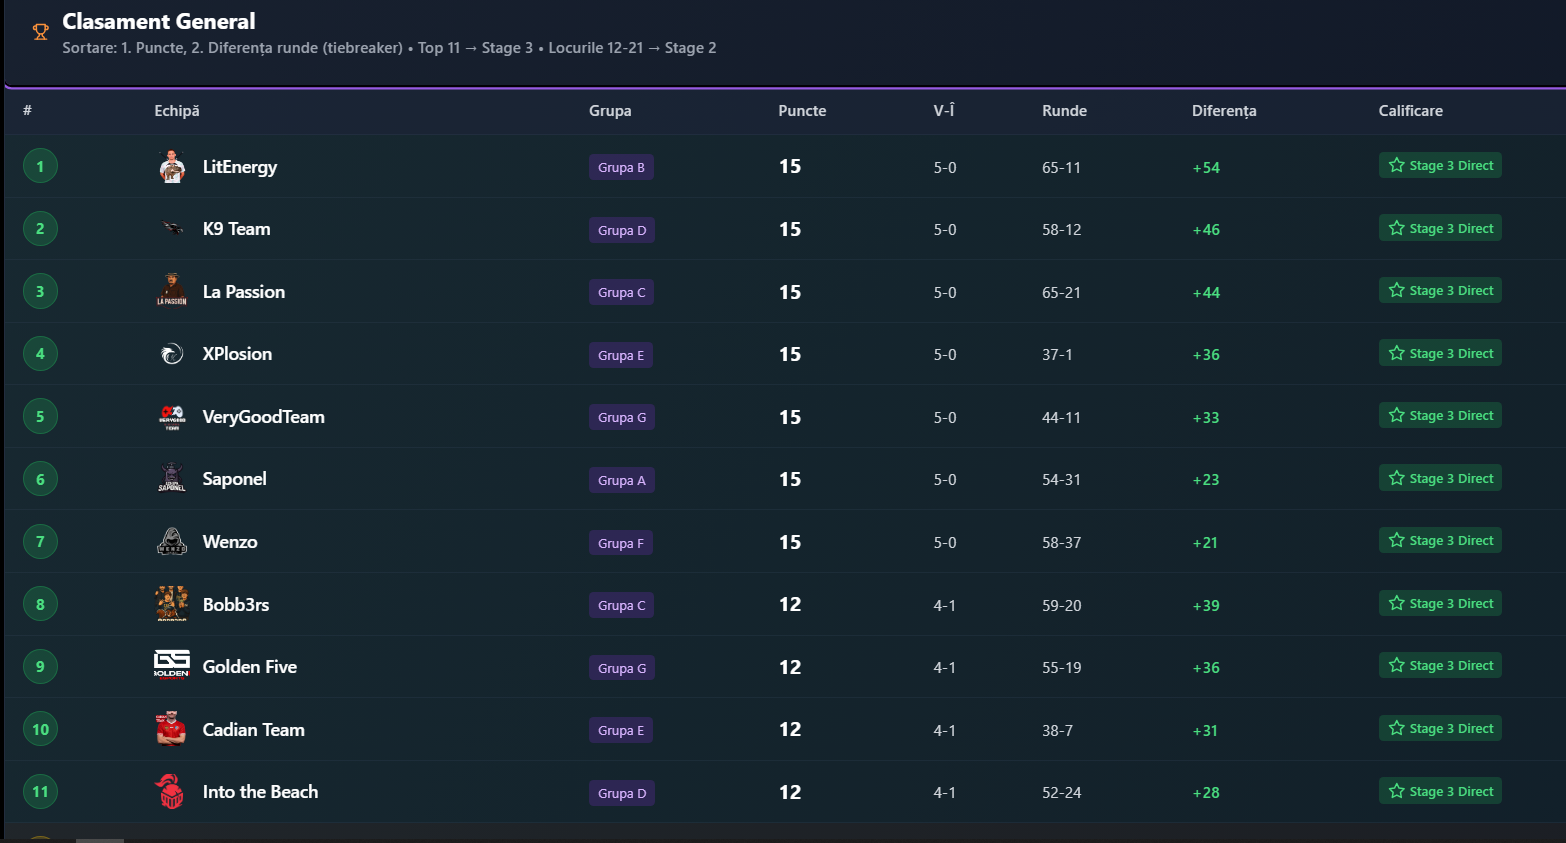 Clasament General
Sortare: 1. Puncte, 2. Diferența runde (tiebreaker) • Top 11 → Stage 3 • Locurile 12-21 → Stage 2
# Echipă Grupa Puncte V-Î Runde Diferența Calificare
1 LitEnergy Grupa B 15 5-0 65-11 +54 Stage 3 Direct
2 K9 Team Grupa D 15 5-0 58-12 +46 Stage 3 Direct
3 LA PASSION La Passion Grupa C 15 5-0 65-21 +44 Stage 3 Direct
4 XPlosion Grupa E 15 5-0 37-1 +36 Stage 3 Direct
5 VERYGOOD TEAM VeryGoodTeam Grupa G 15 5-0 44-11 +33 Stage 3 Direct
6 SAPONEL Saponel Grupa A 15 5-0 54-31 +23 Stage 3 Direct
7 WENZO Wenzo Grupa F 15 5-0 58-37 +21 Stage 3 Direct
8 Bobb3rs Grupa C 12 4-1 59-20 +39 Stage 3 Direct
9 Golden Five Grupa G 12 4-1 55-19 +36 Stage 3 Direct
10 Cadian Team Grupa E 12 4-1 38-7 +31 Stage 3 Direct
11 Into the Beach Grupa D 12 4-1 52-24 +28 Stage 3 Direct